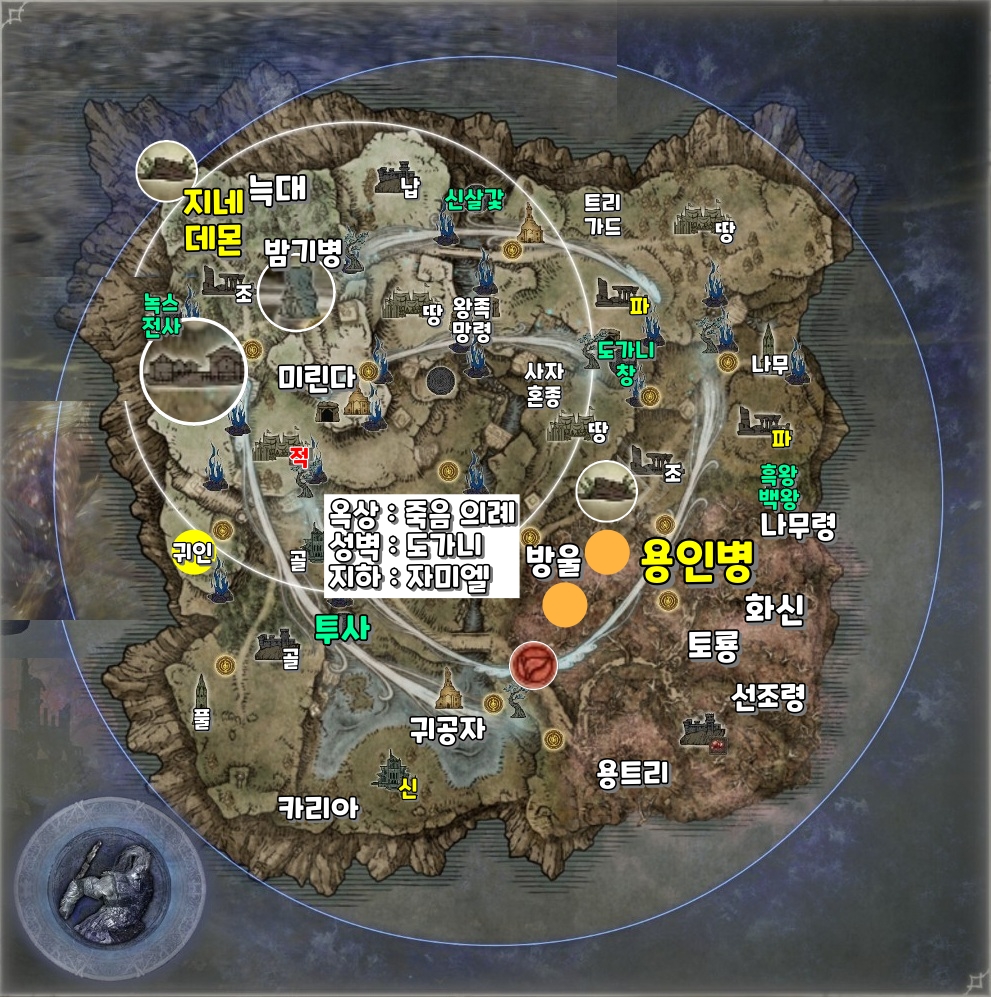 납
늑대
지네
데몬
신살갗
트리
가드
땅
밤기병
조
녹스
전사
땅
왕족
망령
파
도가니
창
나무
미린다
사자
혼종
땅
파
적
조
흑왕
백왕
나무령
옥상 : 죽음 의례
성벽 : 도가니
지하 : 자미엘
귀인
골
방울
용인병
화신
투사
골
토룡
선조령
풀
귀공자
용트리
신
카리아